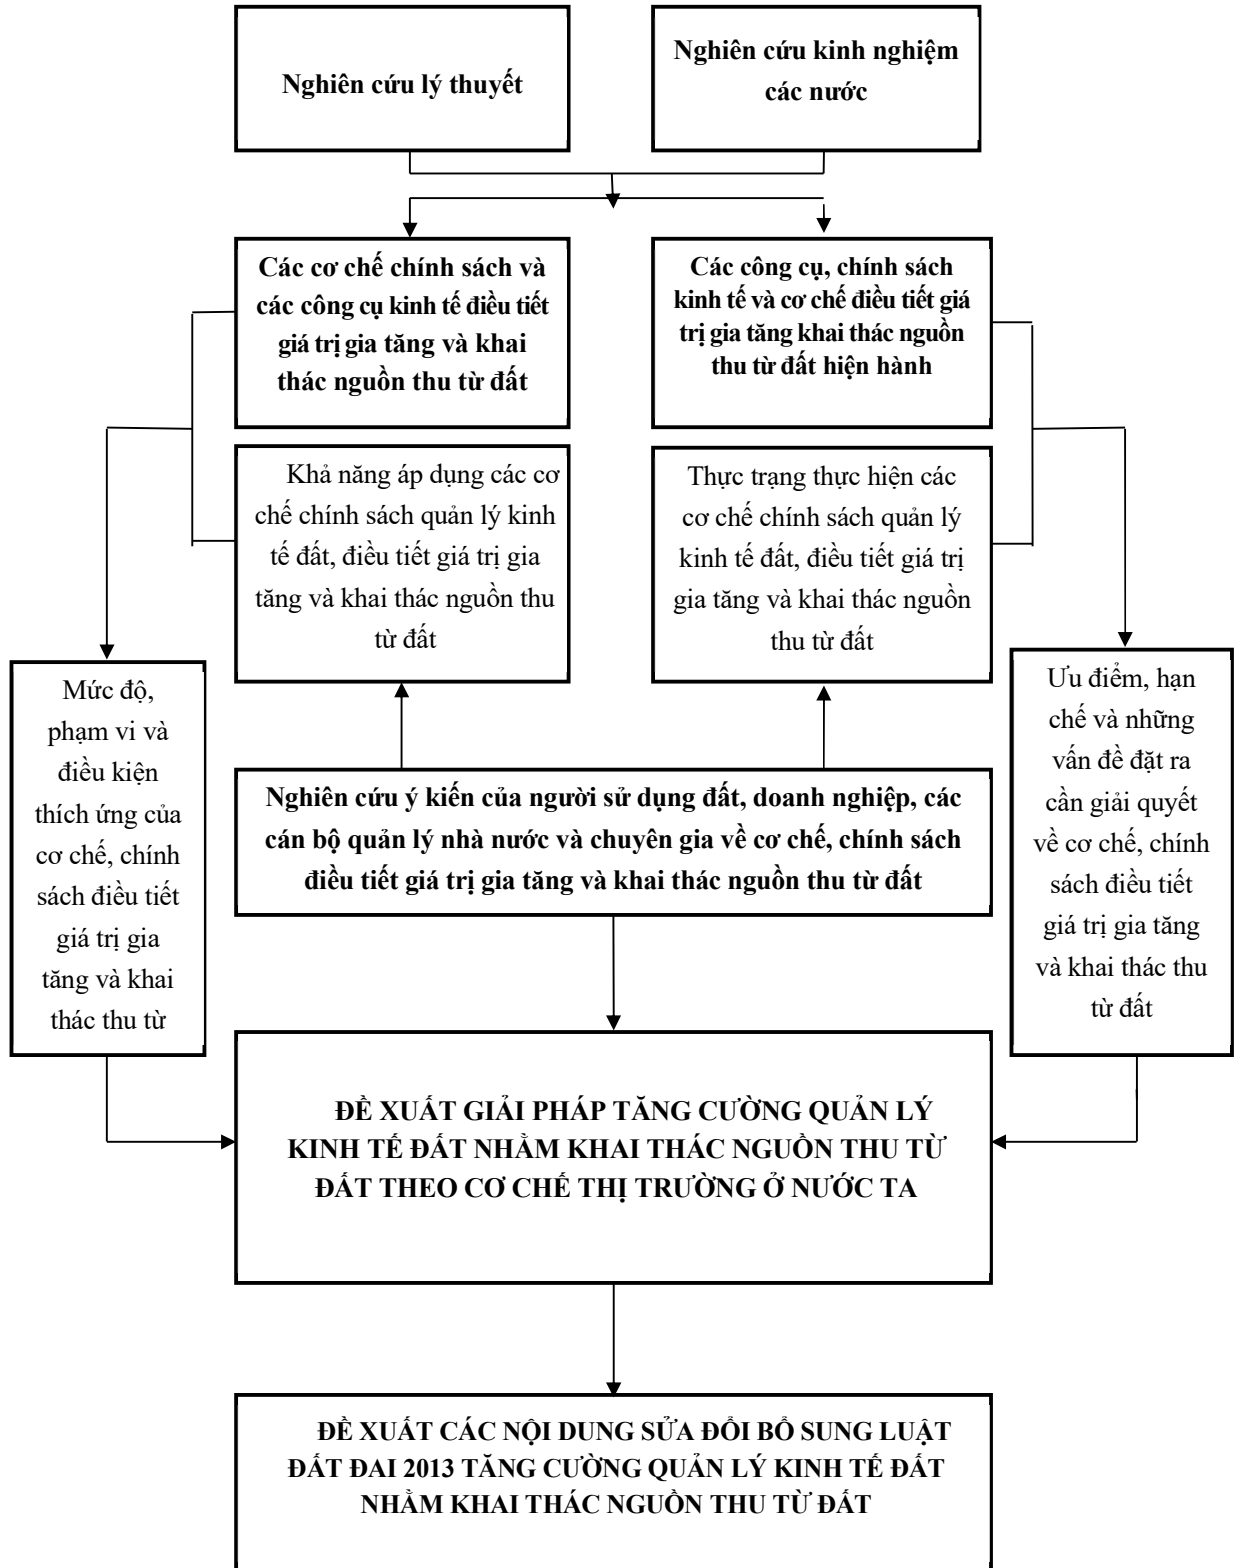 Nghiên cứu lý thuyết
Nghiên cứu kinh nghiệm
các nước
Các cơ chế chính sách và
các công cụ kinh tế điều tiết
giá trị gia tăng và khai
thác nguồn thu từ đất
Các công cụ, chính sách
kinh tế và cơ chế điều tiết giá
trị gia tăng khai thác nguồn
thu từ đất hiện hành
Khả năng áp dụng các cơ
chế chính sách quản lý kinh
tế đất, điều tiết giá trị gia
tăng và khai thác nguồn thu
từ đất
Thực trạng thực hiện các
cơ chế chính sách quản lý
kinh tế đất, điều tiết giá trị
gia tăng và khai thác nguồn
thu từ đất
Mức độ,
phạm vi và
điều kiện
thích ứng của
cơ chế, chính
sách điều tiết
giá trị gia
tăng và khai
thác thu từ
Ưu điểm, hạn
chế và những
vấn đề đặt ra
cần giải quyết
về cơ chế, chính
sách điều tiết
giá trị gia tăng
và khai thác thu
từ đất
Nghiên cứu ý kiến của người sử dụng đất, doanh nghiệp, các
cán bộ quản lý nhà nước và chuyên gia về cơ chế, chính sách
điều tiết giá trị gia tăng và khai thác nguồn thu từ đất
ĐỀ XUẤT GIẢI PHÁP TĂNG CƯỜNG QUẢN LÝ
KINH TẾ ĐẤT NHẰM KHAI THÁC NGUỒN THU TỪ
ĐẤT THEO CƠ CHẾ THỊ TRƯỜNG Ở NƯỚC TA
ĐỀ XUẤT CÁC NỘI DUNG SỬA ĐỔI BỔ SUNG LUẬT
ĐẤT ĐAI 2013 TĂNG CƯỜNG QUẢN LÝ KINH TẾ ĐẤT
NHẰM KHAI THÁC NGUỒN THU TỪ ĐẤT